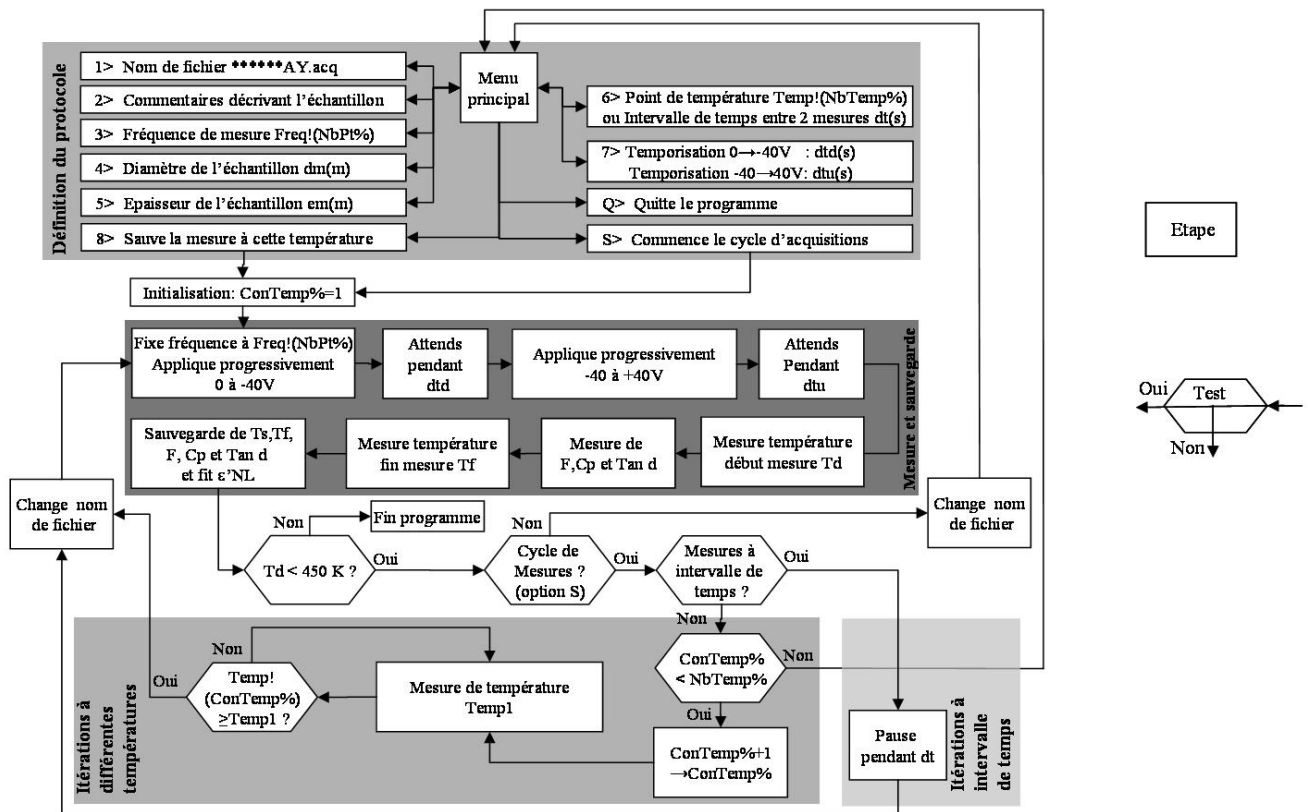 Définition du protocole
1> Nom de fichier ******AY.acq
2> Commentaires décrivant l'échantillon
3> Fréquence de mesure Freq!(NbPt%)
4> Diamètre de l'échantillon dm(m)
5> Epaisseur de l'échantillon em(m)
8> Sauve la mesure à cette température
Menu
principal
6> Point de température Temp!(NbTemp%)
ou Intervalle de temps entre 2 mesures dt(s)
7> Temporisation 0→-40V : dtd(s)
Temporisation -40→40V: dtu(s)
Q> Quitte le programme
S> Commence le cycle d'acquisitions
Etape
Initialisation: ConTemp%=1
Mesure et sauvegarde
Fixe fréquence à Freq!(NbPt%)
Applique progressivement
0 à -40V
Attends
pendant
dtd
Applique progressivement
-40 à +40V
Attends
Pendant
dtu
Mesure température
début mesure Td
Mesure de
F,Cp et Tan d
Mesure température
fin mesure Tf
Sauvegarde de Ts,Tf,
F, Cp et Tan d
et fit ε'NL
Oui
Test
Non
Change nom
de fichier
Change nom
de fichier
Td < 450 K ?
Non
Fin programme
Oui
Cycle de
Mesures ?
(option S)
Non
Oui
Mesures à
intervalle de
temps ?
Oui
Non
ConTemp%
< NbTemp%
Non
Oui
ConTemp%+1
→ConTemp%
Mesure de température
Temp1
Temp!
(ConTemp%)
≥Temp1 ?
Non
Oui
Itérations à
différentes
températures
Pause
pendant dt
Itérations à
intervalle
de temps